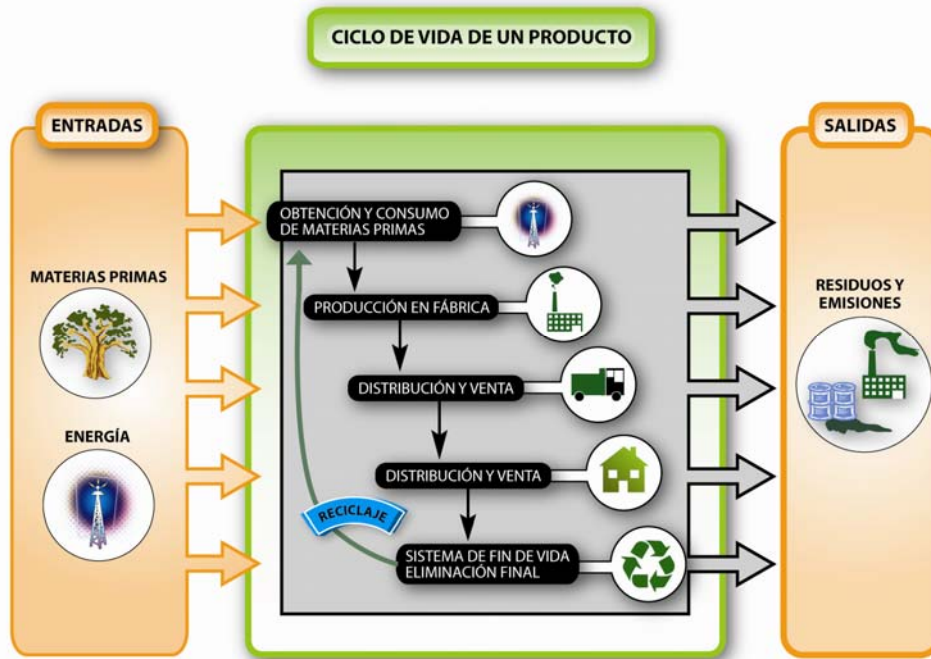 CICLO DE VIDA DE UN PRODUCTO
ENTRADAS
MATERIAS PRIMAS
ENERGÍA
OBTENCIÓN Y CONSUMO
DE MATERIAS PRIMAS
PRODUCCIÓN EN FÁBRICA
DISTRIBUCIÓN Y VENTA
DISTRIBUCIÓN Y VENTA
RECICLAJE
SISTEMA DE FIN DE VIDA
ELIMINACIÓN FINAL
SALIDAS
RESIDUOS Y
EMISIONES